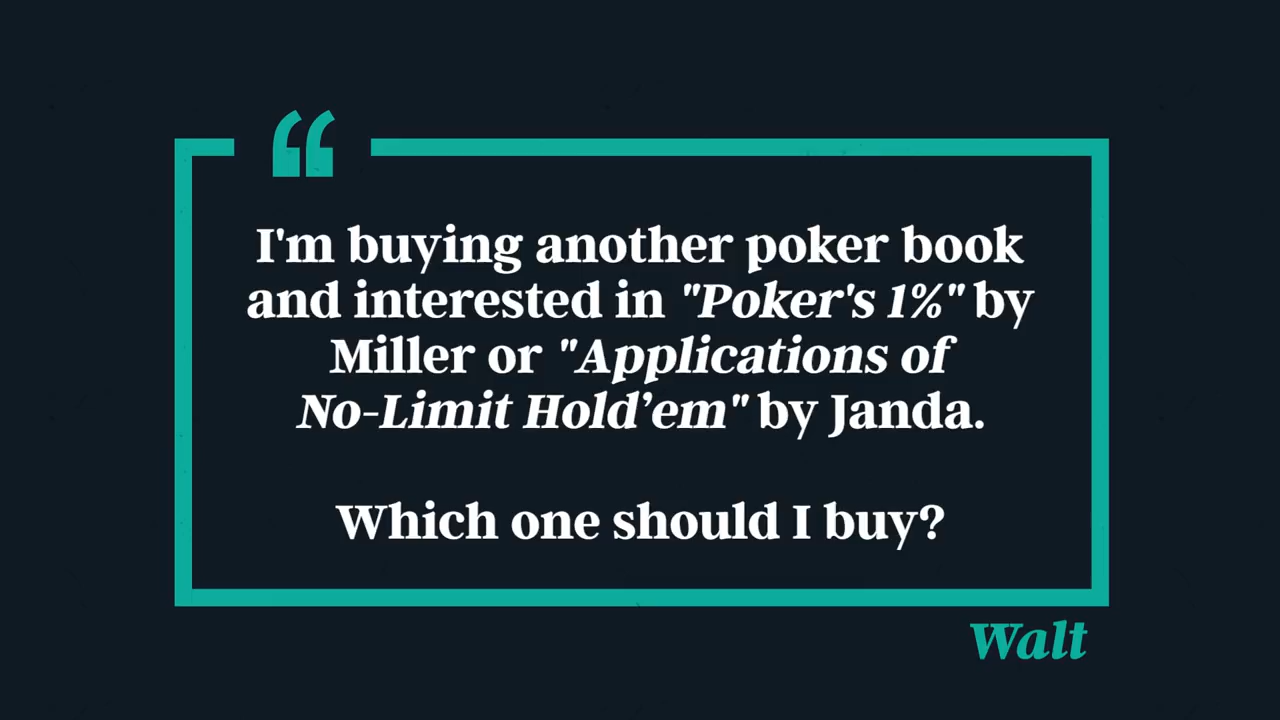 “
I'm buying another poker book
and interested in "Poker's 1%" by
Miller or "Applications of
No-Limit Hold’em" by Janda.
Which one should I buy?
Walt